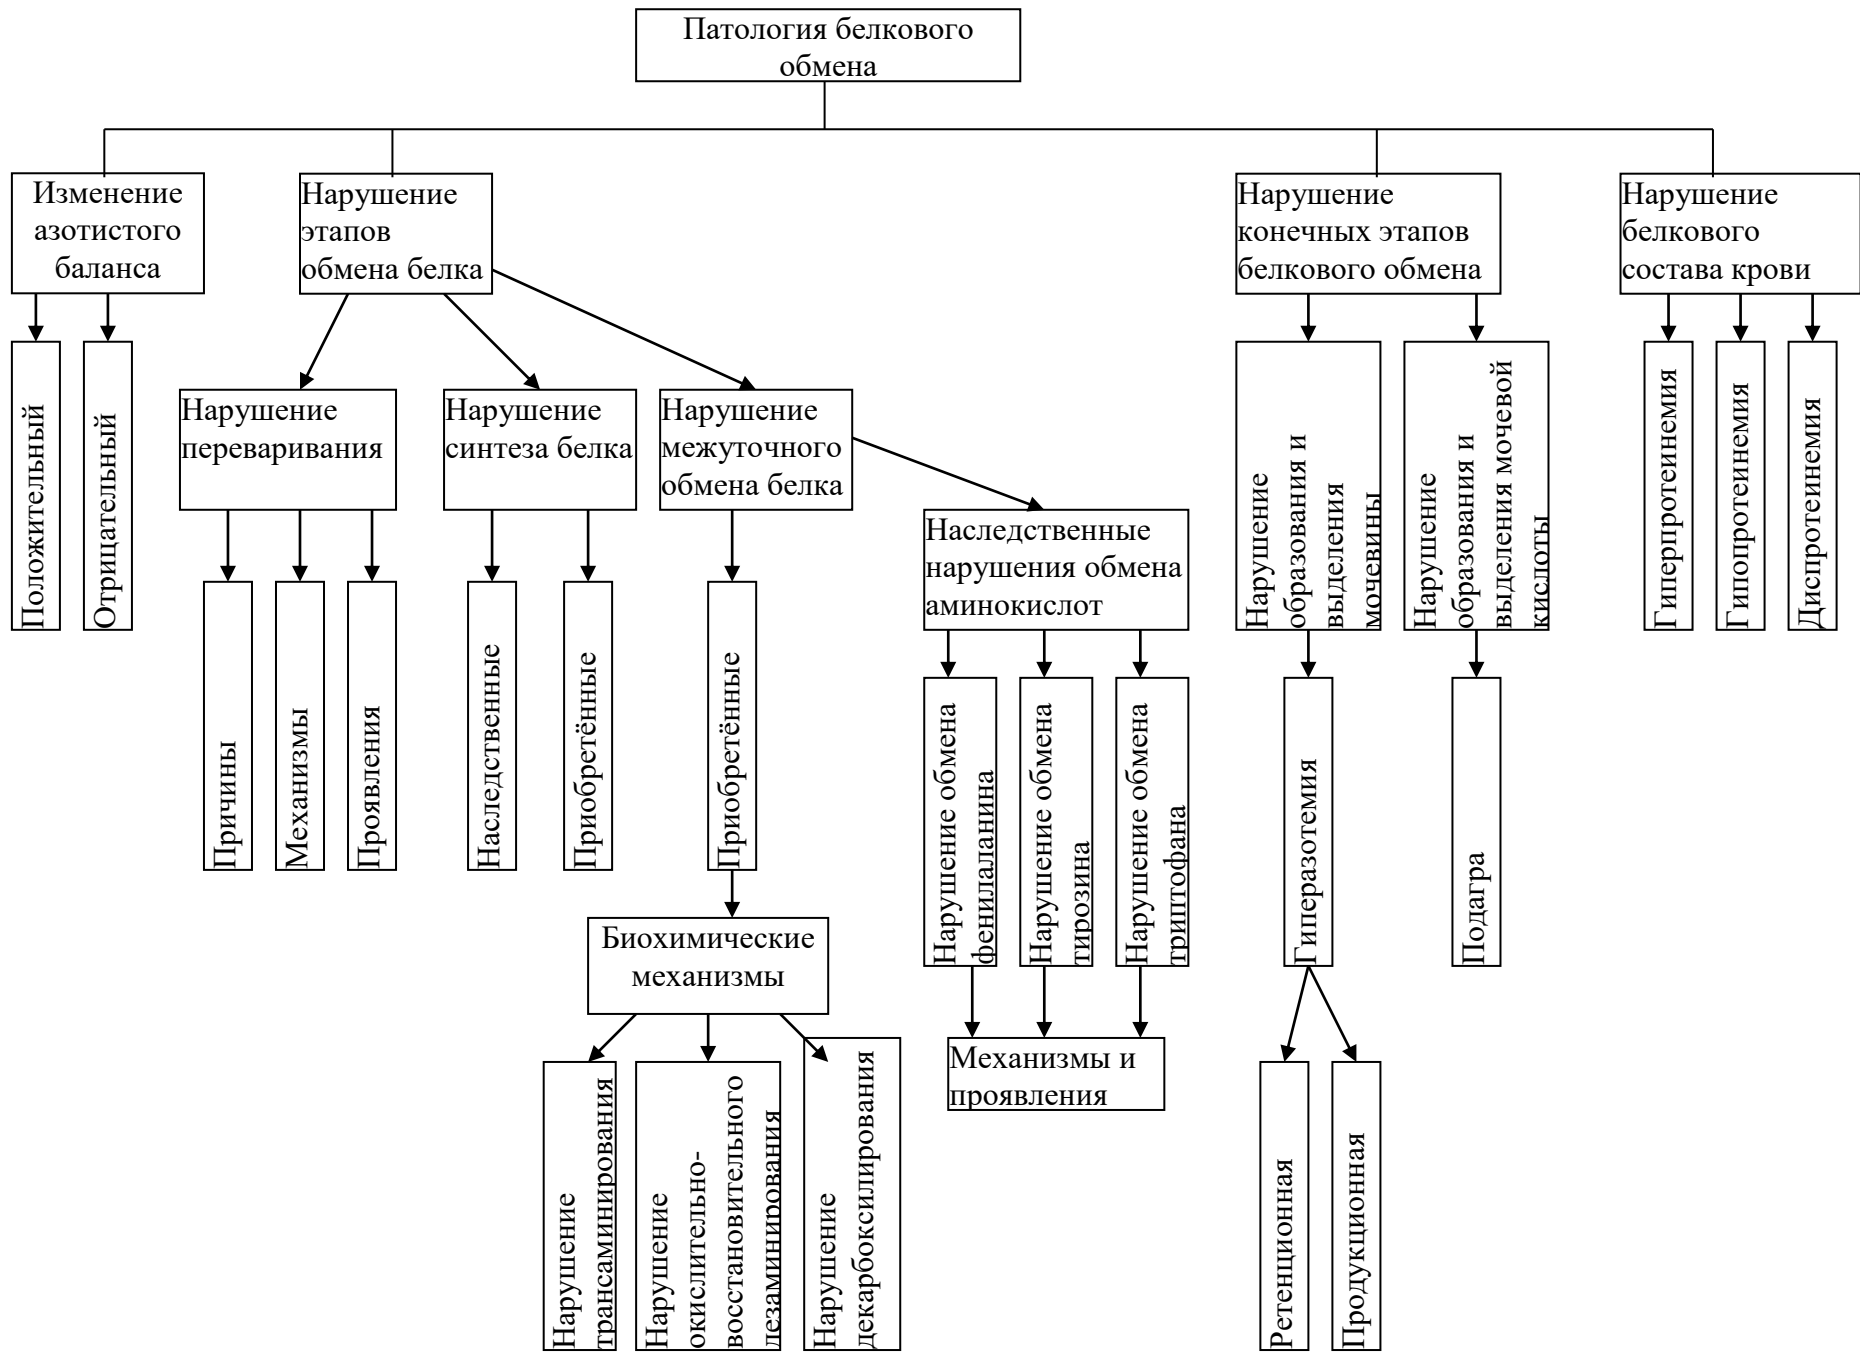 Патология белкового
обмена
Изменение
азотистого
баланса
Нарушение
этапов
обмена белка
Нарушение
конечных этапов
белкового обмена
Нарушение
белкового
состава крови
Положительный
Отрицательный
Нарушение
переваривания
Нарушение
синтеза белка
Нарушение
межуточного
обмена белка
Нарушение
образования и
выделения
мочевины
Нарушение
образования и
выделения мочевой
кислоты
Гиперпротеинемия
Гипопротеинемия
Диспротеинемия
Наследственные
нарушения обмена
аминокислот
Причины
Механизмы
Проявления
Наследственные
Приобретённые
Приобретённые
Нарушение обмена
фенилаланина
Нарушение обмена
тирозина
Нарушение обмена
триптофана
Гиперазотемия
Подагра
Биохимические
механизмы
Механизмы и
проявления
Нарушение
трансаминирования
Нарушение
окислительно-
восстановительного
дезаминирования
Нарушение
декарбоксилирования
Ретенционная
Продукционная